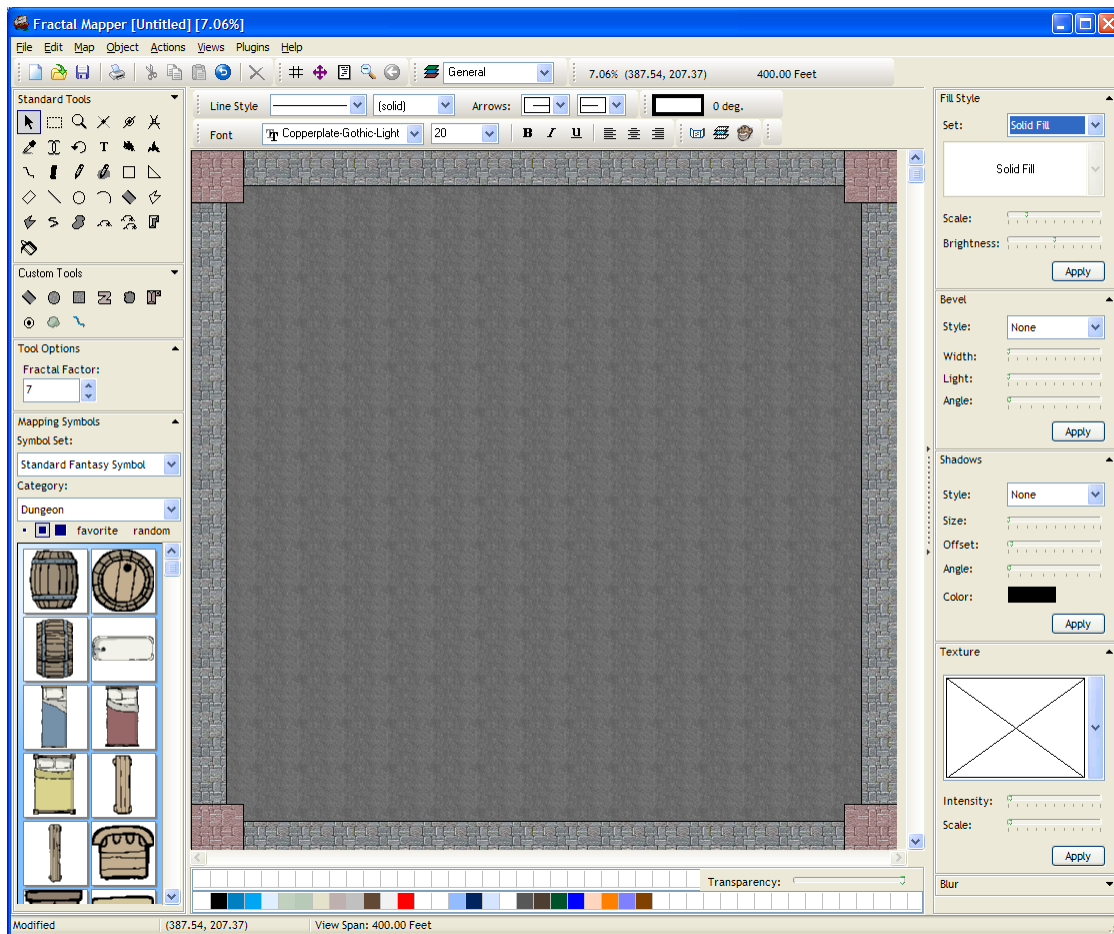 Fractal Mapper [Untitled] [7.06%]
File Edit Map Object Actions Views Plugins Help
General
7.06% (387.54, 207.37) 400.00 Feet
Standard Tools
Line Style (solid) Arrows: 0 deg.
Font Copperplate-Gothic-Light 20 B I U
Custom Tools
Tool Options
Fractal Factor:
7
Mapping Symbols
Symbol Set:
Standard Fantasy Symbol
Category:
Dungeon
favorite random
Fill Style
Set: Solid Fill
Solid Fill
Scale:
Brightness:
Apply
Bevel
Style: None
Width:
Light:
Angle:
Apply
Shadows
Style: None
Size:
Offset:
Angle:
Color:
Apply
Texture
Intensity:
Scale:
Apply
Blur
Transparency:
Modified (387.54, 207.37) View Span: 400.00 Feet